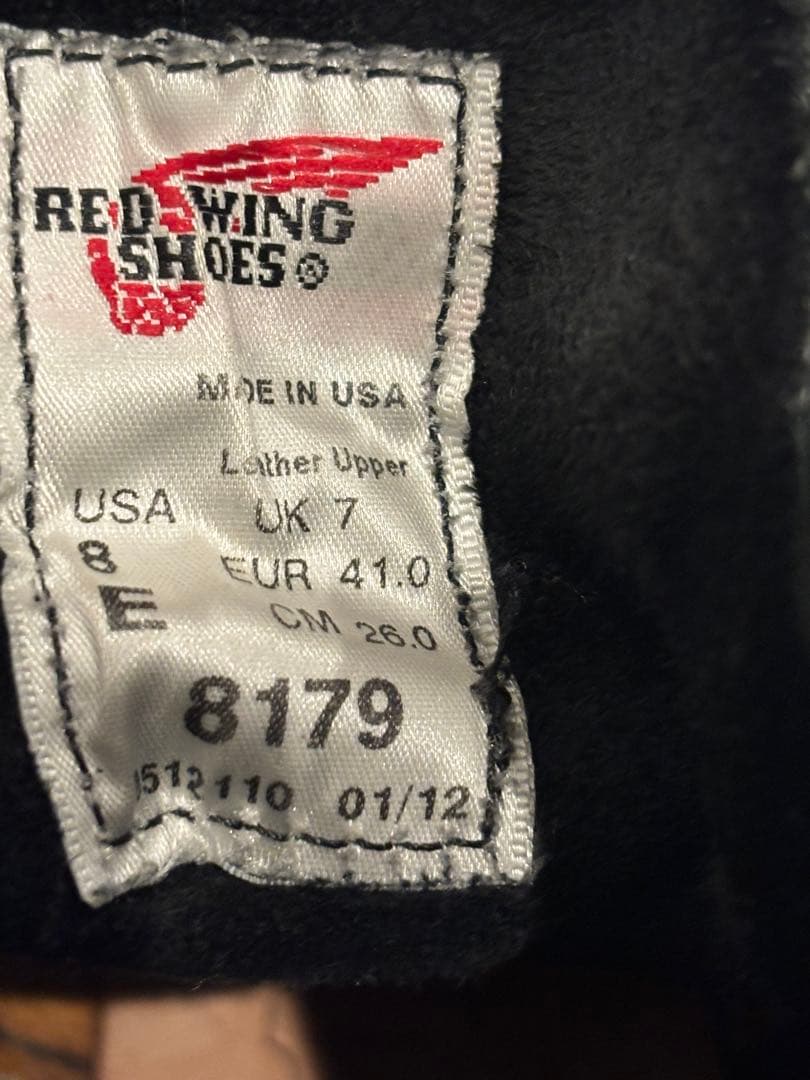 RED WING
SHOES®
MADE IN USA
Leather Upper
USA UK 7
8 EUR 41.0
E CM 26.0
8179
512110 01/12